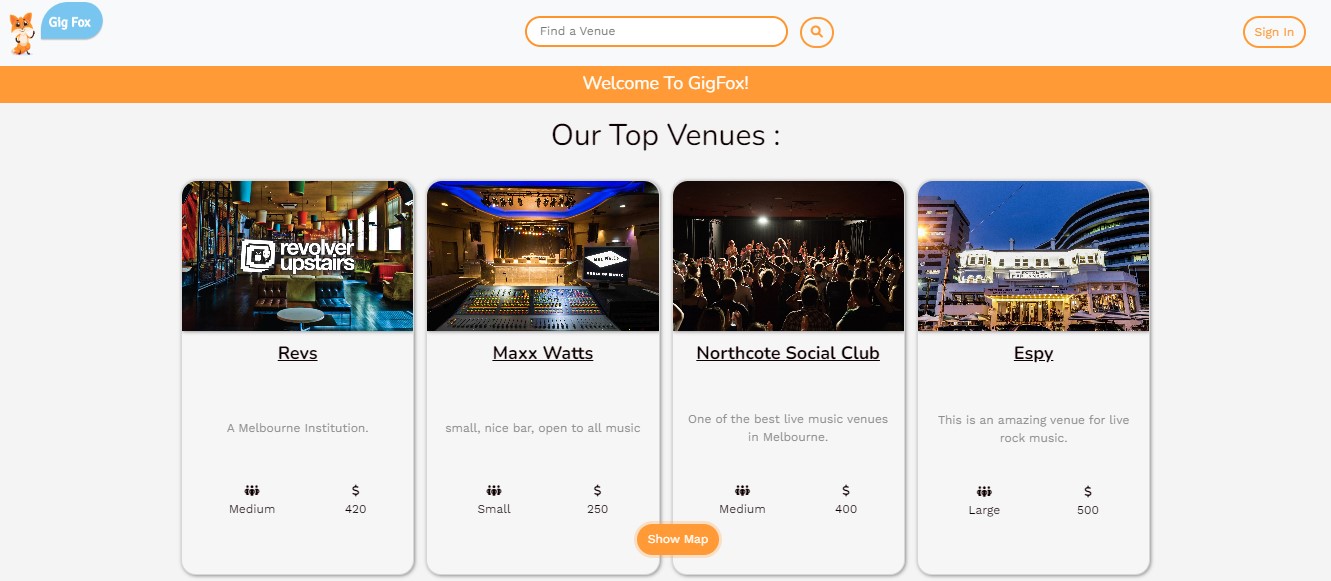 Gig Fox
Find a Venue
Sign In
Welcome To GigFox!
Our Top Venues :
revolver
upstairs
Revs
Maxx Watts
Northcote Social Club
Espy
A Melbourne Institution.
small, nice bar, open to all music
One of the best live music venues
in Melbourne.
This is an amazing venue for live
rock music.
$
$
$
$
Medium
420
Small
250
Medium
400
Large
500
Show Map